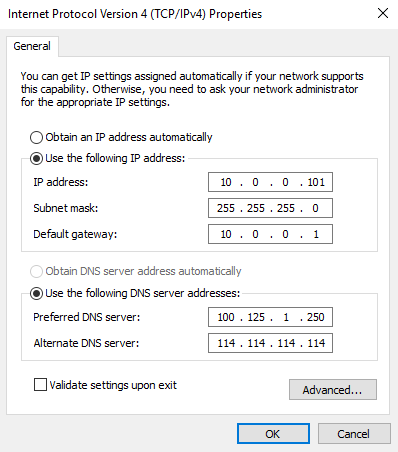 Internet Protocol Version 4 (TCP/IPv4) Properties
General
You can get IP settings assigned automatically if your network supports
this capability. Otherwise, you need to ask your network administrator
for the appropriate IP settings.
Obtain an IP address automatically
Use the following IP address:
IP address: 10 . 0 . 0 . 101
Subnet mask: 255 . 255 . 255 . 0
Default gateway: 10 . 0 . 0 . 1
Obtain DNS server address automatically
Use the following DNS server addresses:
Preferred DNS server: 100 . 125 . 1 . 250
Alternate DNS server: 114 . 114 . 114 . 114
Validate settings upon exit
Advanced...
OK Cancel